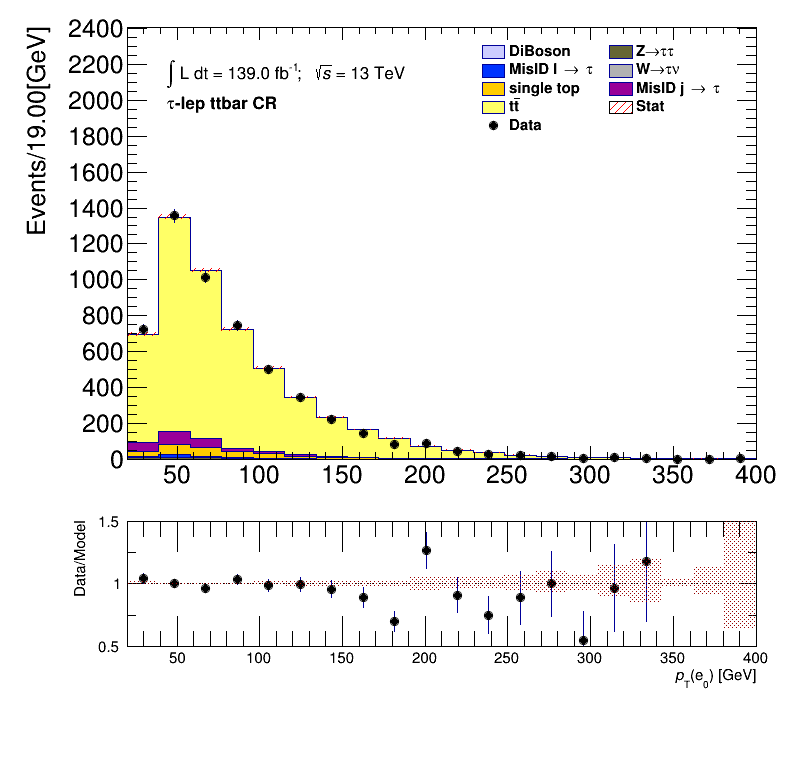 2400
2200
2000
1800
1600
1400
1200
1000
800
600
400
200
0
Events/19.00[GeV]
∫ L dt = 139.0 fb⁻¹; √s = 13 TeV
τ-lep ttbar CR
DiBoson Z→ττ
MisID l → τ W→τν
single top MisID j → τ
tt̄ Stat
Data
50 100 150 200 250 300 350 400
Data/Model
1.5
1
0.5
50 100 150 200 250 300 350 400
p_T(e_0) [GeV]